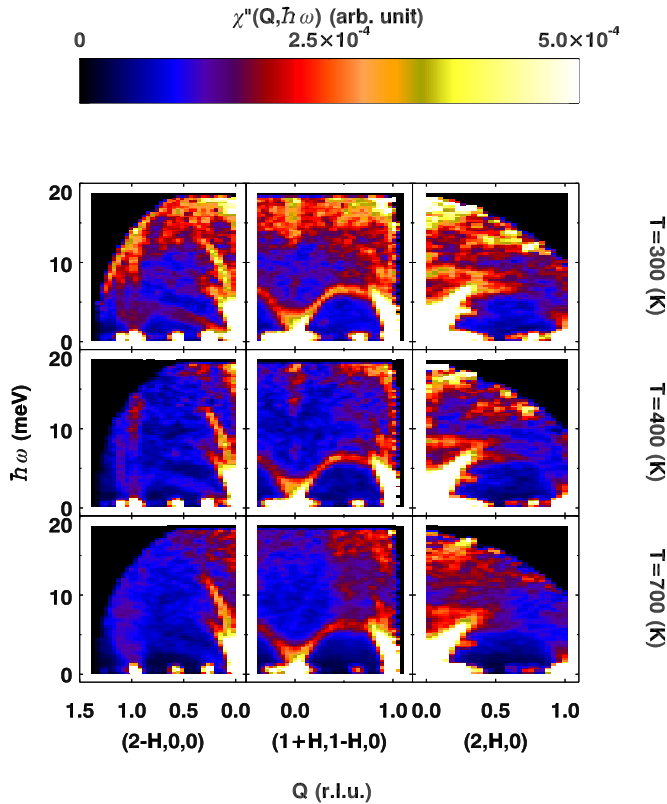 χ"(Q,ℏω) (arb. unit)
0 2.5×10⁻⁴ 5.0×10⁻⁴
20
10
0
T=300 (K)
20
10
0
T=400 (K)
20
10
0
T=700 (K)
ℏω (meV)
1.5 1.0 0.5 0.0 0.0 1.0 0.0 0.5 1.0
(2-H,0,0) (1+H,1-H,0) (2,H,0)
Q (r.l.u.)